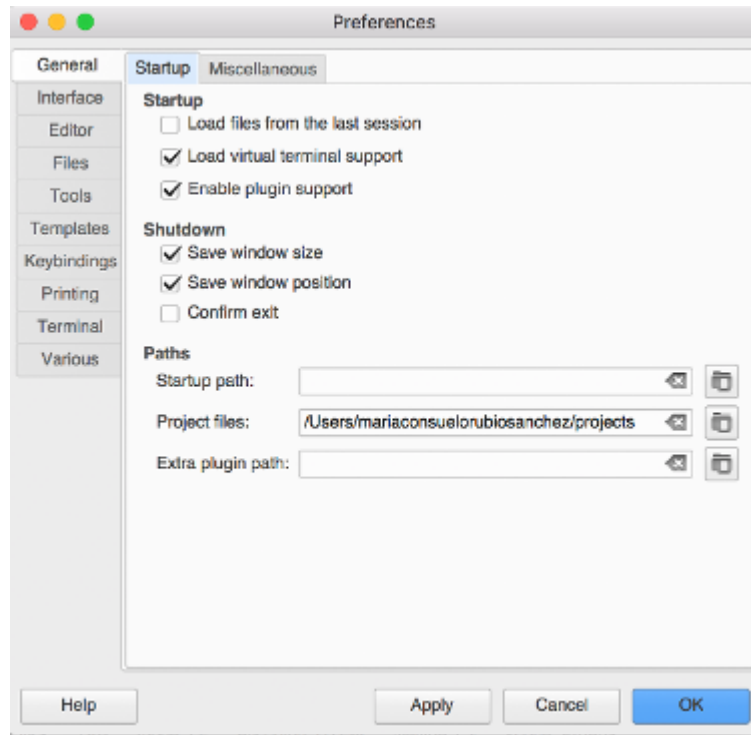 Preferences
General
Interface
Editor
Files
Tools
Templates
Keybindings
Printing
Terminal
Various
Startup Miscellaneous
Startup
Load files from the last session
Load virtual terminal support
Enable plugin support
Shutdown
Save window size
Save window position
Confirm exit
Paths
Startup path:
Project files: /Users/mariaconsuelorubiosanchez/projects
Extra plugin path:
Help Apply Cancel OK